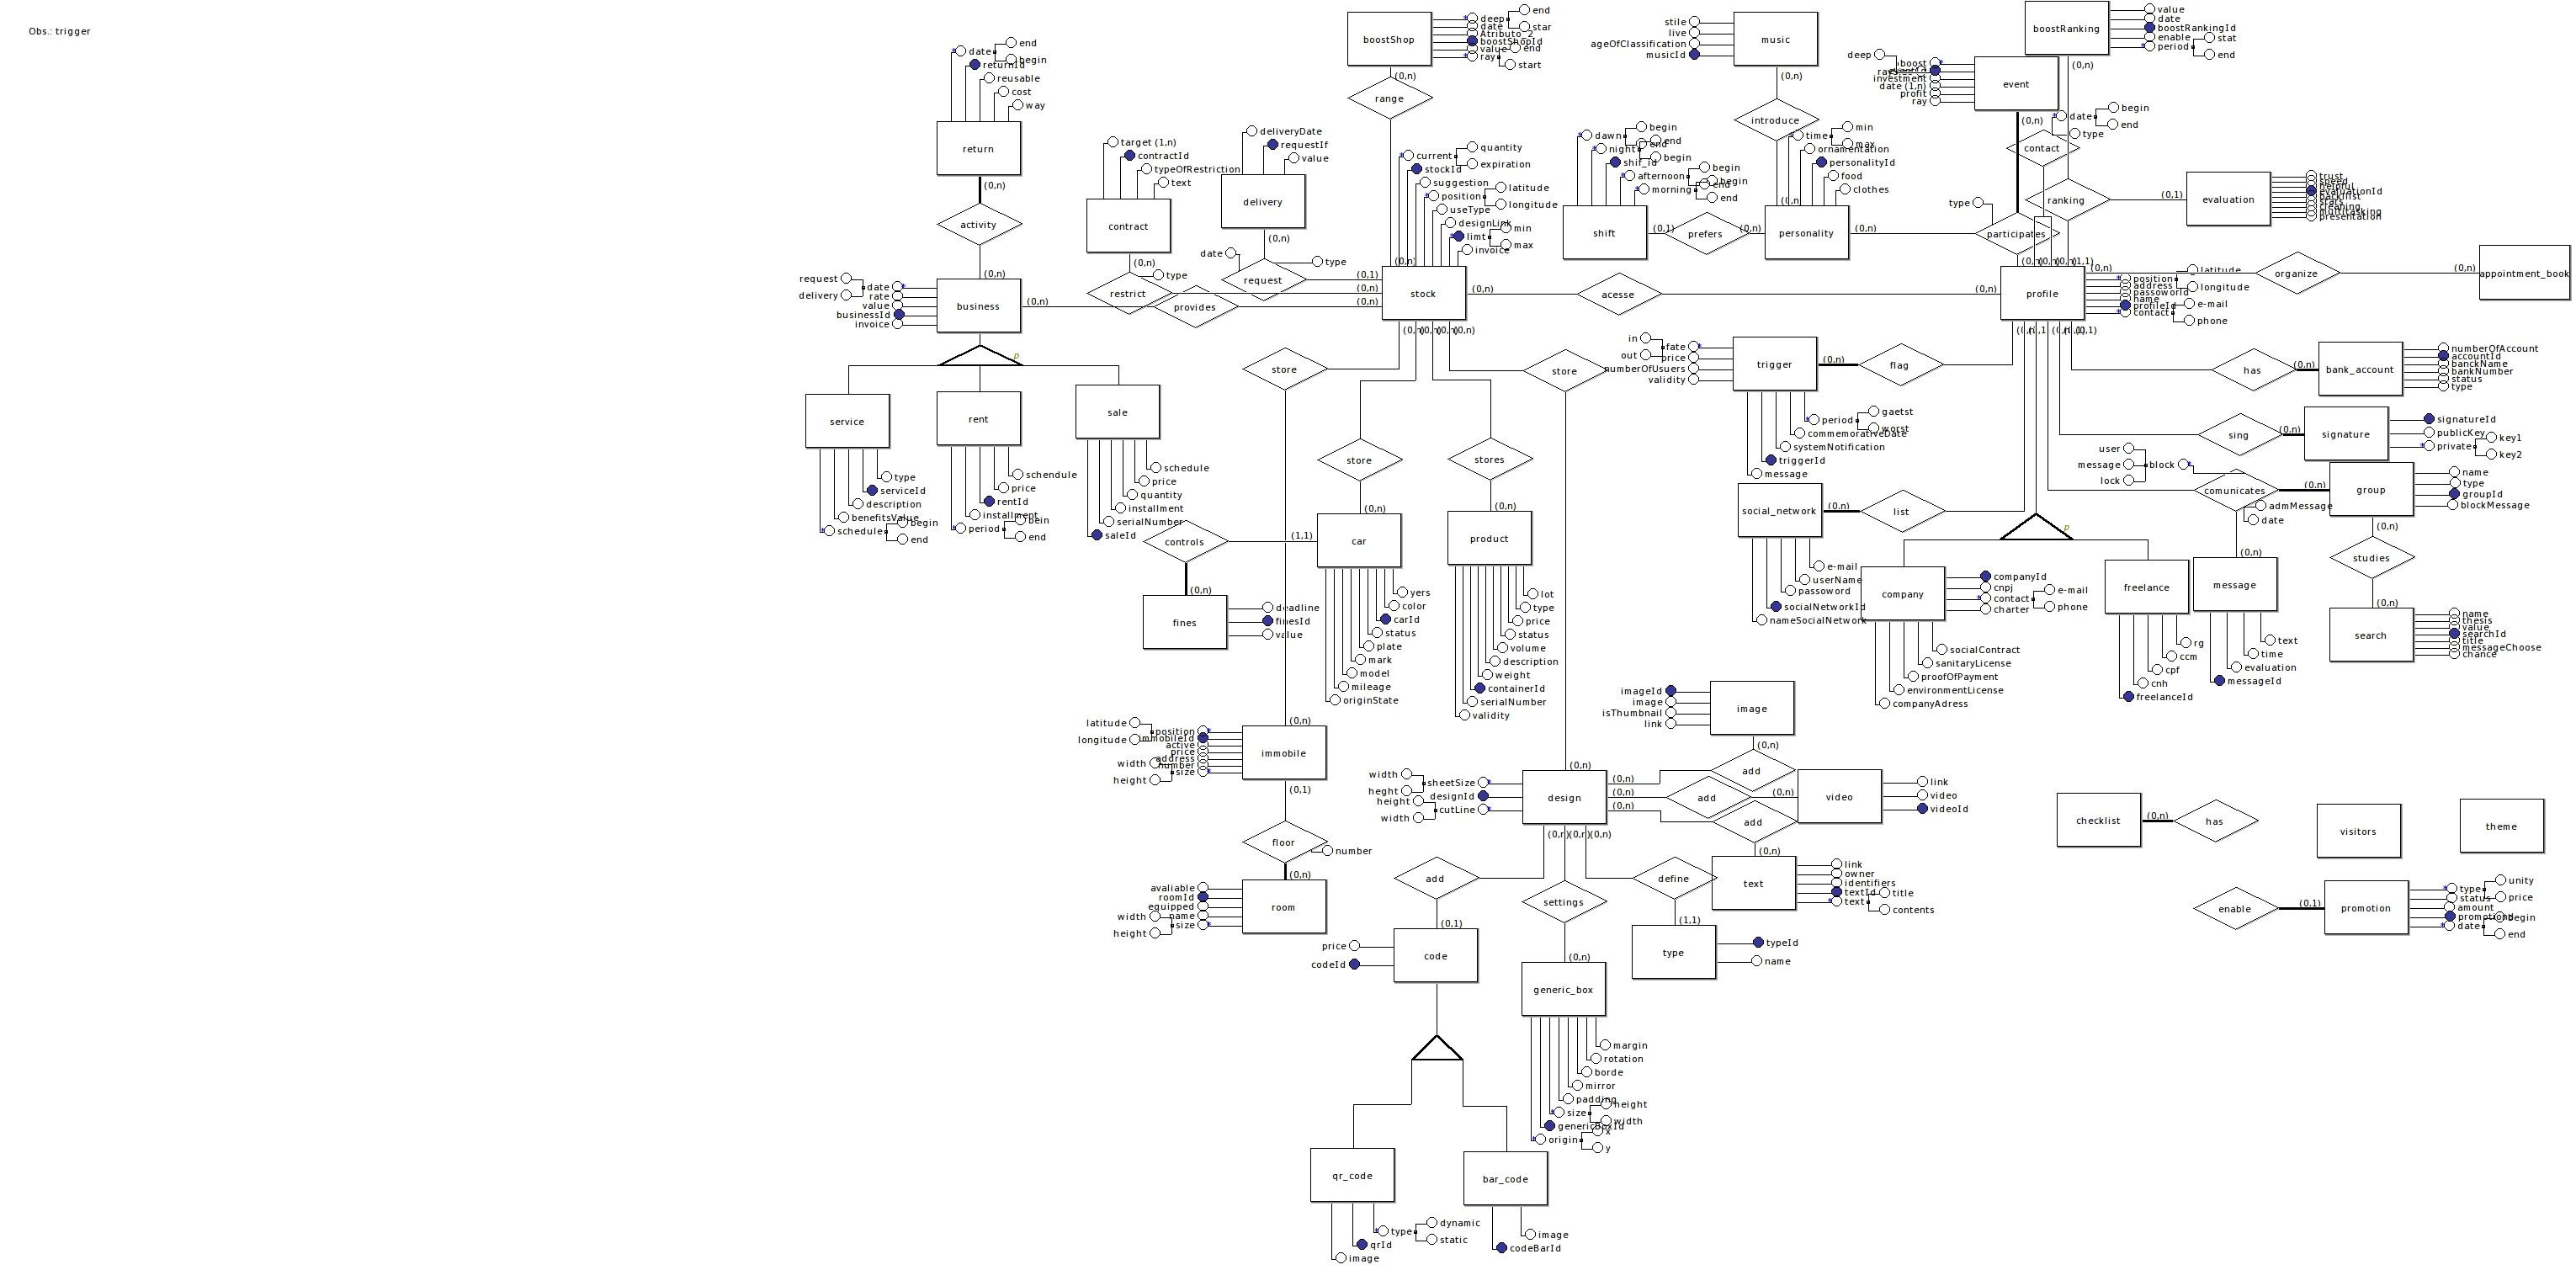 Obs.: trigger
return
date
end
begin
returnId
reusable
cost
way
(0,n)
activity
(0,n)
business
request
delivery
date
rate
value
businessId
invoice
(0,n)
p
service
type
serviceId
description
benefitsValue
schedule
begin
end
rent
schendule
price
rentId
installment
period
bein
end
sale
schedule
price
quantity
installment
serialNumber
saleId
target (1,n)
contractId
typeOfRestriction
text
contract
(0,n)
restrict
type
(0,n)
provides
(0,n)
deliveryDate
requestIf
value
delivery
(0,n)
request
date
type
(0,1)
boostShop
deep
date
Atributo_2
boostShopId
value
ray
end
star
end
start
(0,n)
range
(0,n)
stock
current
quantity
expiration
stockId
suggestion
position
latitude
longitude
useType
designLink
limt
min
max
invoice
(0,n)
acesse
(0,n)
(0,n)
store
store
store
stores
controls
(1,1)
(0,n)
fines
deadline
finesId
value
(0,n)
car
yers
color
carId
status
plate
mark
model
mileage
originState
(0,n)
product
lot
type
price
status
volume
description
weight
containerId
serialNumber
validity
(0,n)
immobile
latitude
longitude
position
immobileId
active
price
address
number
size
width
height
(0,1)
floor
number
(0,n)
room
avaliable
roomId
equipped
name
size
width
height
stile
live
ageOfClassification
musicId
music
(0,n)
introduce
shift
dawn
begin
end
night
end
begin
shif_id
afternoon
begin
end
morning
begin
end
(0,1)
prefers
(0,n)
personality
time
min
max
ornamentation
personalityId
food
clothes
(0,n)
participates
type
event
deep
boost
investment
date (1,n)
profit
ray
(0,n)
boostRanking
value
date
boostRankingId
enable
period
stat
end
(0,n)
contact
date
begin
end
type
ranking
(0,1)
evaluation
trust
speed
helpful
evaluationId
cleaning
multitasking
presentation
profile
position
latitude
longitude
address
passoworld
name
profileId
contact
e-mail
phone
(0,n)
organize
(0,n)
appointment_book
trigger
in
out
fate
price
numberOfUsuers
validity
(0,n)
flag
period
gaetst
worst
commemorativeDate
systemNotification
triggerId
message
social_network
(0,n)
list
e-mail
userName
password
socialNetworkId
nameSocialNetwork
p
company
companyId
cnpj
contact
e-mail
phone
charter
socialContract
sanitaryLicense
proofOfPayment
environmentLicense
companyAdress
freelance
rg
ccm
cpf
cnh
freelanceId
has
(0,n)
bank_account
numberOfAccount
accountId
banckName
bankNumber
status
type
sing
(0,n)
signature
signatureId
publicKey
private
key1
key2
user
message
lock
block
comunicates
(0,n)
admMessage
date
group
name
type
groupId
blockMessage
(0,n)
studies
(0,n)
search
name
thesis
value
searchId
title
messageChoose
chance
(0,n)
message
text
time
evaluation
messageId
imageId
image
isThumbnail
link
image
(0,n)
add
add
(0,n)
video
link
video
videoId
add
(0,n)
text
link
owner
identifiers
textId
text
title
contents
(0,n)
design
width
heght
sheetSize
designId
height
width
cutLine
(0,n)
(0,n)
(0,n)
add
(0,1)
code
price
codeId
settings
(0,n)
generic_box
margin
rotation
borde
mirror
padding
size
height
width
genericBoxId
origin
x
y
define
(1,1)
type
typeId
name
qr_code
type
dynamic
static
qrId
image
bar_code
image
codeBarId
checklist
(0,n)
has
visitors
theme
enable
(0,1)
promotion
type
unity
price
status
amount
promotionId
date
begin
end